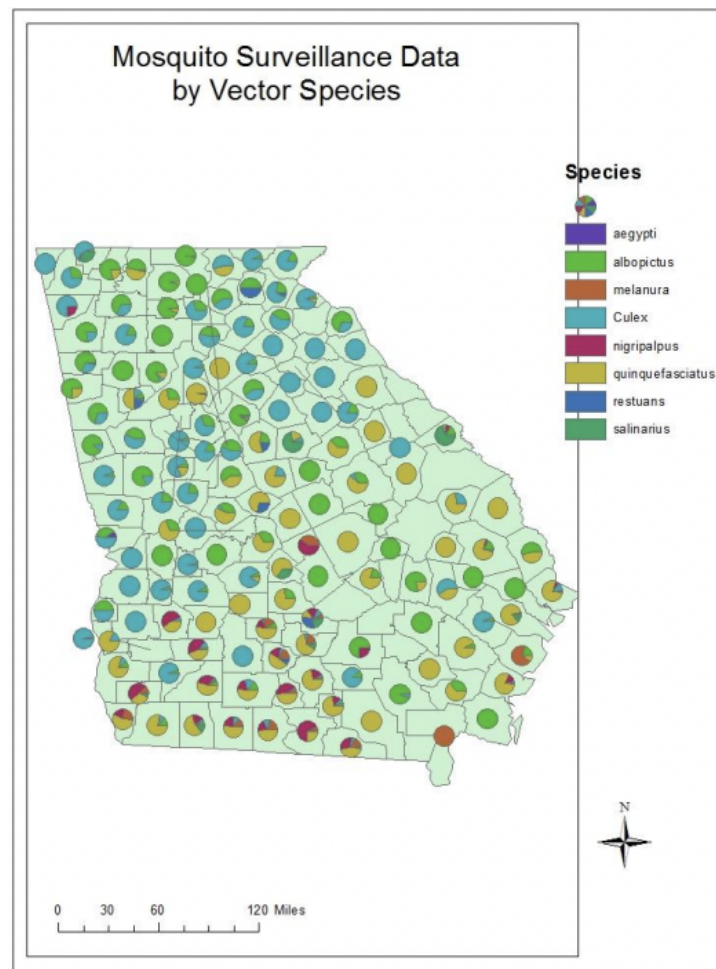 Mosquito Surveillance Data
by Vector Species
Species
aegypti
albopictus
melanura
Culex
nigripalpus
quinquefasciatus
restuans
salinarius
N
0 30 60 120 Miles